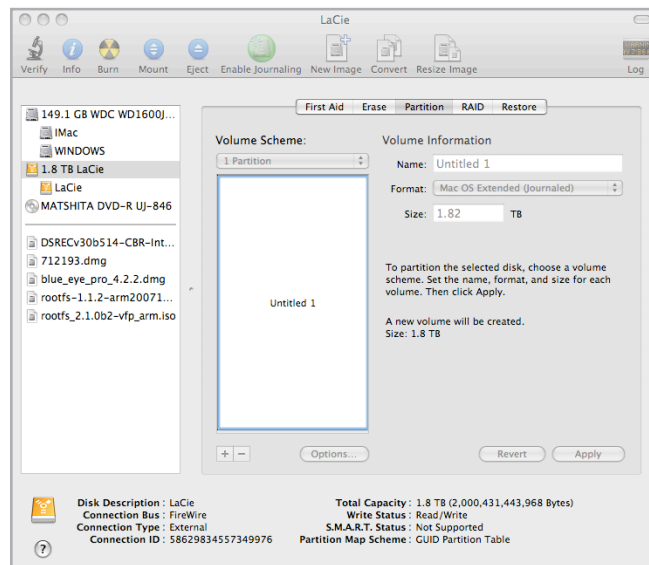 LaCie
Verify Info Burn Mount Eject Enable Journaling New Image Convert Resize Image Log
149.1 GB WDC WD1600J...
IMac
WINDOWS
1.8 TB LaCie
LaCie
MATSHITA DVD-R UJ-846
DSRECv30b514-CBR-Int...
712193.dmg
blue_eye_pro_4.2.2.dmg
rootfs-1.1.2-arm20071...
rootfs_2.1.0b2-vfp_arm.iso
First Aid Erase Partition RAID Restore
Volume Scheme:
1 Partition
Untitled 1
+ − Options...
Volume Information
Name: Untitled 1
Format: Mac OS Extended (Journaled)
Size: 1.82 TB
To partition the selected disk, choose a volume
scheme. Set the name, format, and size for each
volume. Then click Apply.
A new volume will be created.
Size: 1.8 TB
Revert Apply
Disk Description : LaCie
Connection Bus : FireWire
Connection Type : External
Connection ID : 58629834557349976
Total Capacity : 1.8 TB (2,000,431,443,968 Bytes)
Write Status : Read/Write
S.M.A.R.T. Status : Not Supported
Partition Map Scheme : GUID Partition Table
?